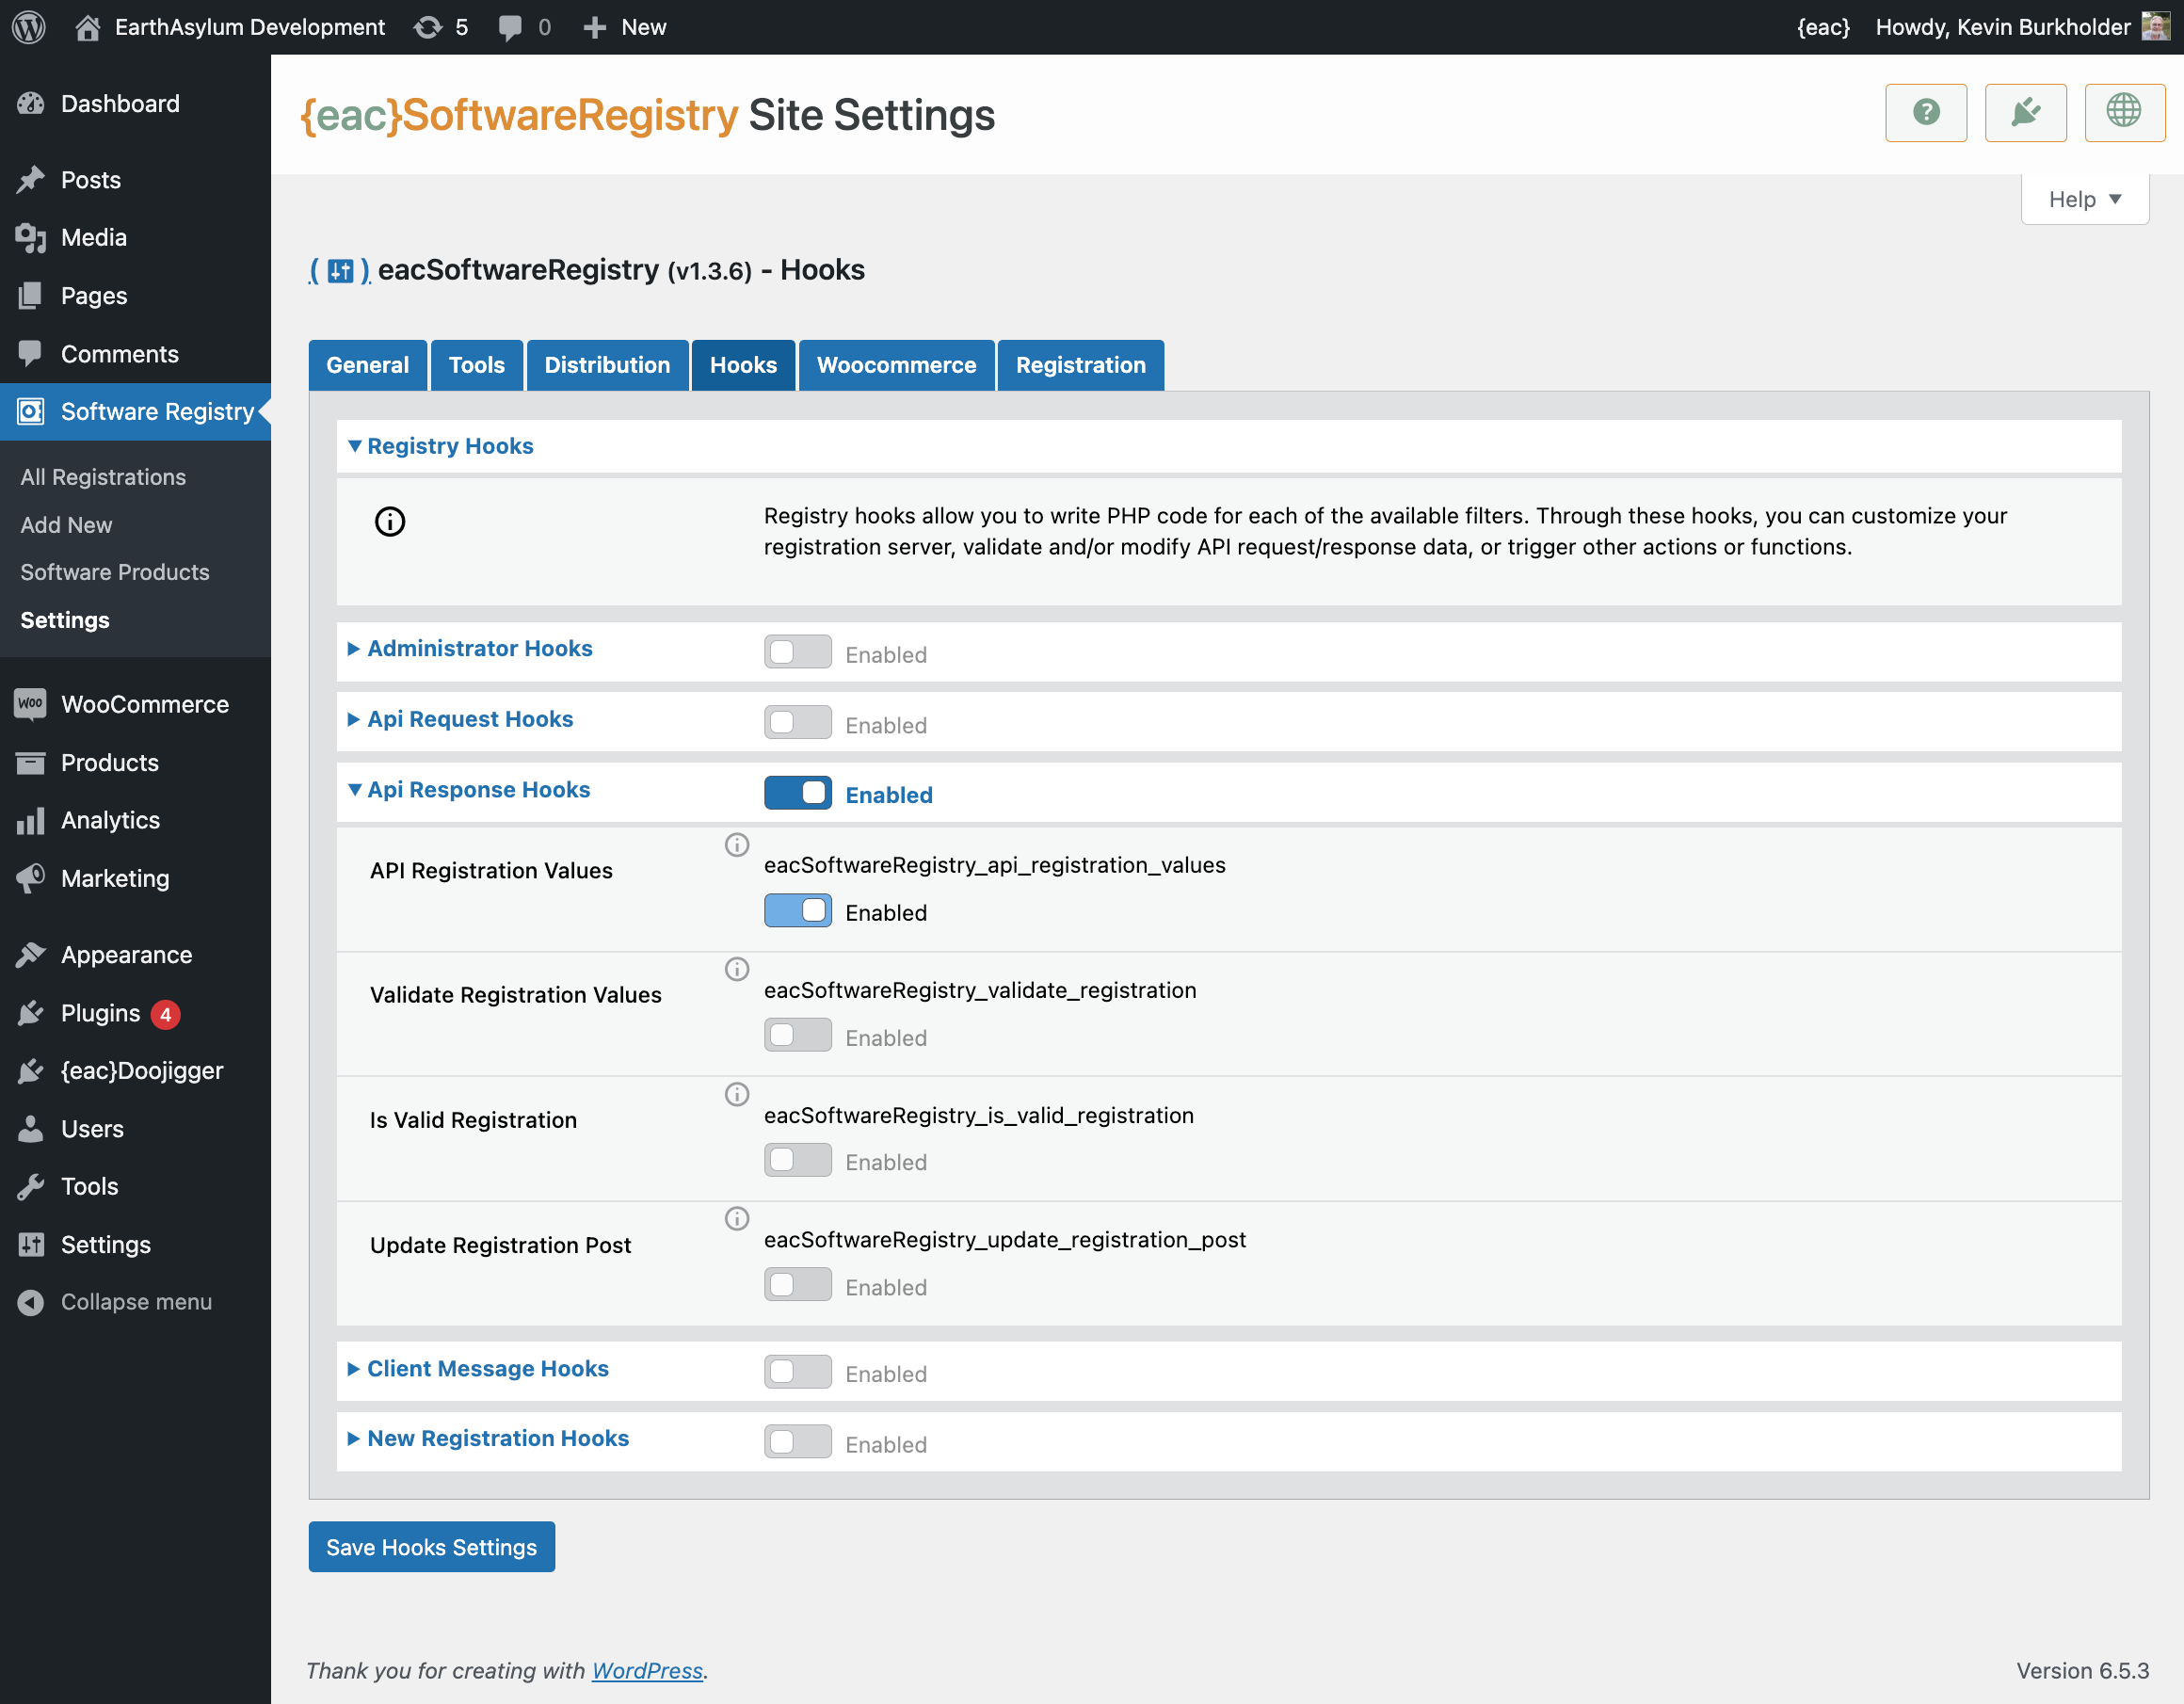 EarthAsylum Development 5 0 New {eac} Howdy, Kevin Burkholder
Dashboard
Posts
Media
Pages
Comments
Software Registry
All Registrations
Add New
Software Products
Settings
Woo WooCommerce
Products
Analytics
Marketing
Appearance
Plugins 4
{eac}Doojigger
Users
Tools
Settings
Collapse menu
{eac}SoftwareRegistry Site Settings
Help
( ) eacSoftwareRegistry (v1.3.6) - Hooks
General Tools Distribution Hooks Woocommerce Registration
Registry Hooks
Registry hooks allow you to write PHP code for each of the available filters. Through these hooks, you can customize your
registration server, validate and/or modify API request/response data, or trigger other actions or functions.
Administrator Hooks Enabled
Api Request Hooks Enabled
Api Response Hooks Enabled
API Registration Values eacSoftwareRegistry_api_registration_values
Enabled
Validate Registration Values eacSoftwareRegistry_validate_registration
Enabled
Is Valid Registration eacSoftwareRegistry_is_valid_registration
Enabled
Update Registration Post eacSoftwareRegistry_update_registration_post
Enabled
Client Message Hooks Enabled
New Registration Hooks Enabled
Save Hooks Settings
Thank you for creating with WordPress. Version 6.5.3